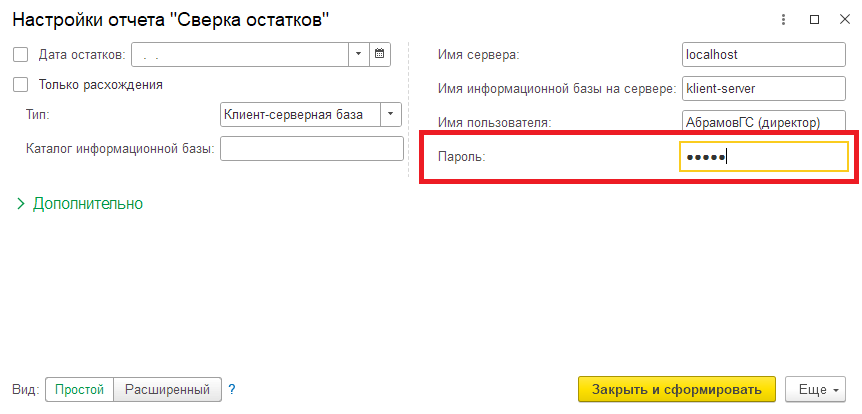 Настройки отчета "Сверка остатков"
Дата остатков: . .
Только расхождения
Тип: Клиент-серверная база
Каталог информационной базы:
Имя сервера: localhost
Имя информационной базы на сервере: klient-server
Имя пользователя: АбрамовГС (директор)
Пароль: •••••
Дополнительно
Вид: Простой Расширенный ? Закрыть и сформировать Еще